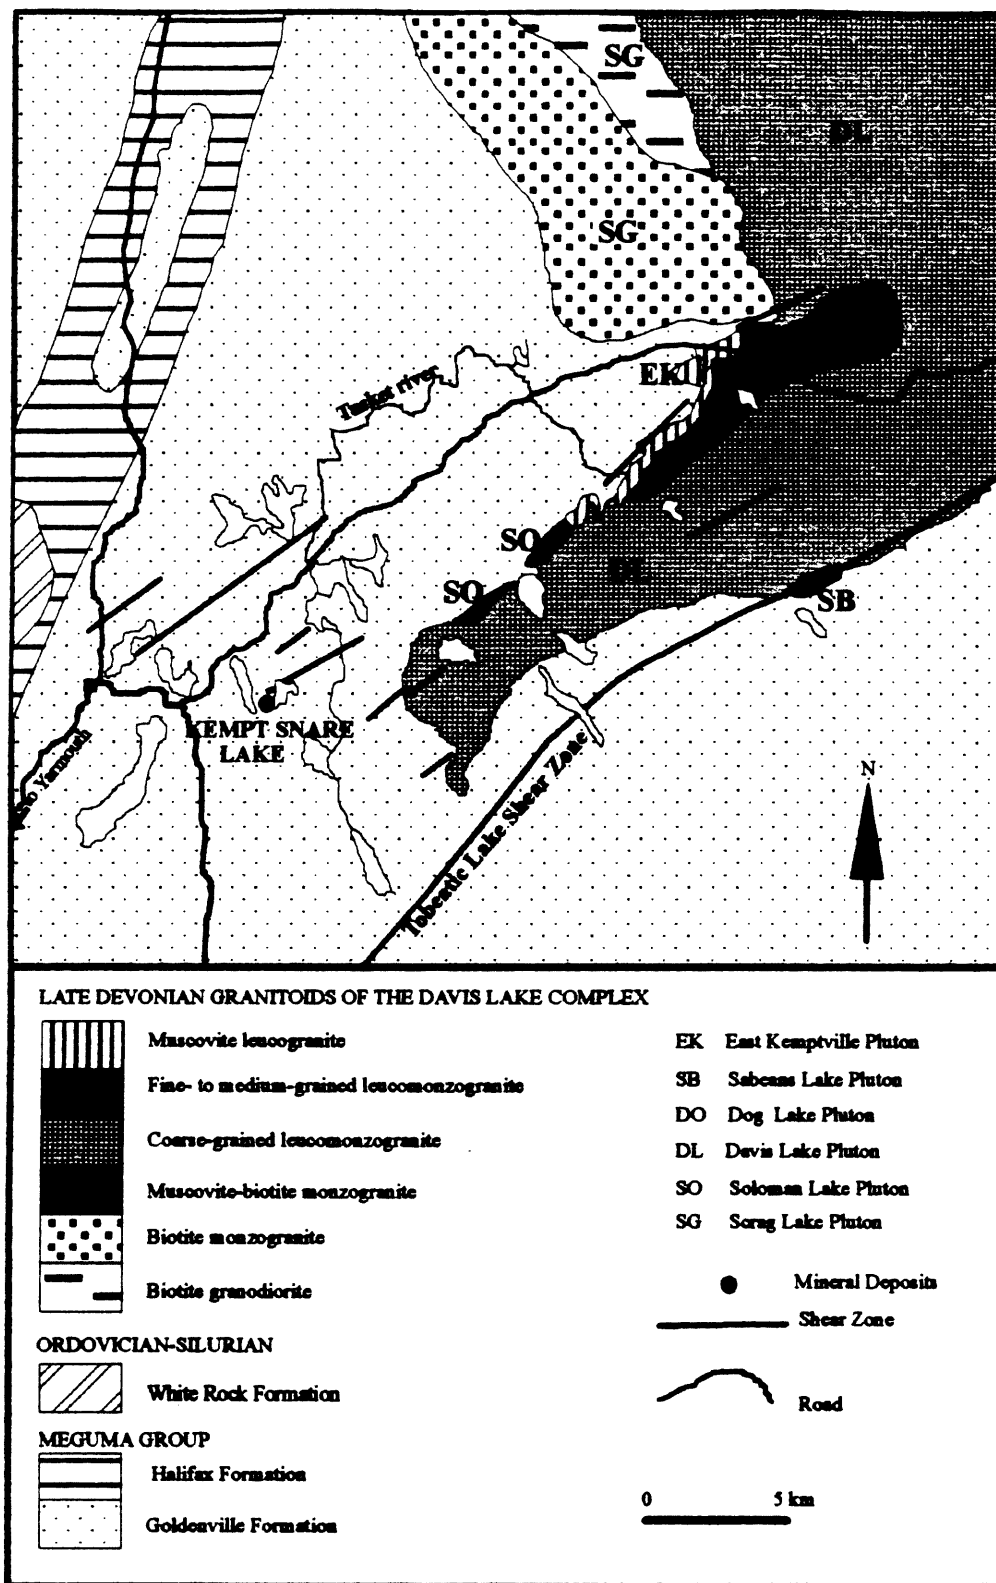 SG
DL
SG
Tusket river
EK
SO
DL
SO
SB
KEMPT SNARE
LAKE
to Yarmouth
Tobeatic Lake Shear Zone
N
LATE DEVONIAN GRANITOIDS OF THE DAVIS LAKE COMPLEX
Muscovite leucogranite
Fine- to medium-grained leucomonzogranite
Coarse-grained leucomonzogranite
Muscovite-biotite monzogranite
Biotite monzogranite
Biotite granodiorite
ORDOVICIAN-SILURIAN
White Rock Formation
MEGUMA GROUP
Halifax Formation
Goldenville Formation
EK East Kemptville Pluton
SB Sabeans Lake Pluton
DO Dog Lake Pluton
DL Davis Lake Pluton
SO Soloman Lake Pluton
SG Scrag Lake Pluton
Mineral Deposits
Shear Zone
Road
0 5 km